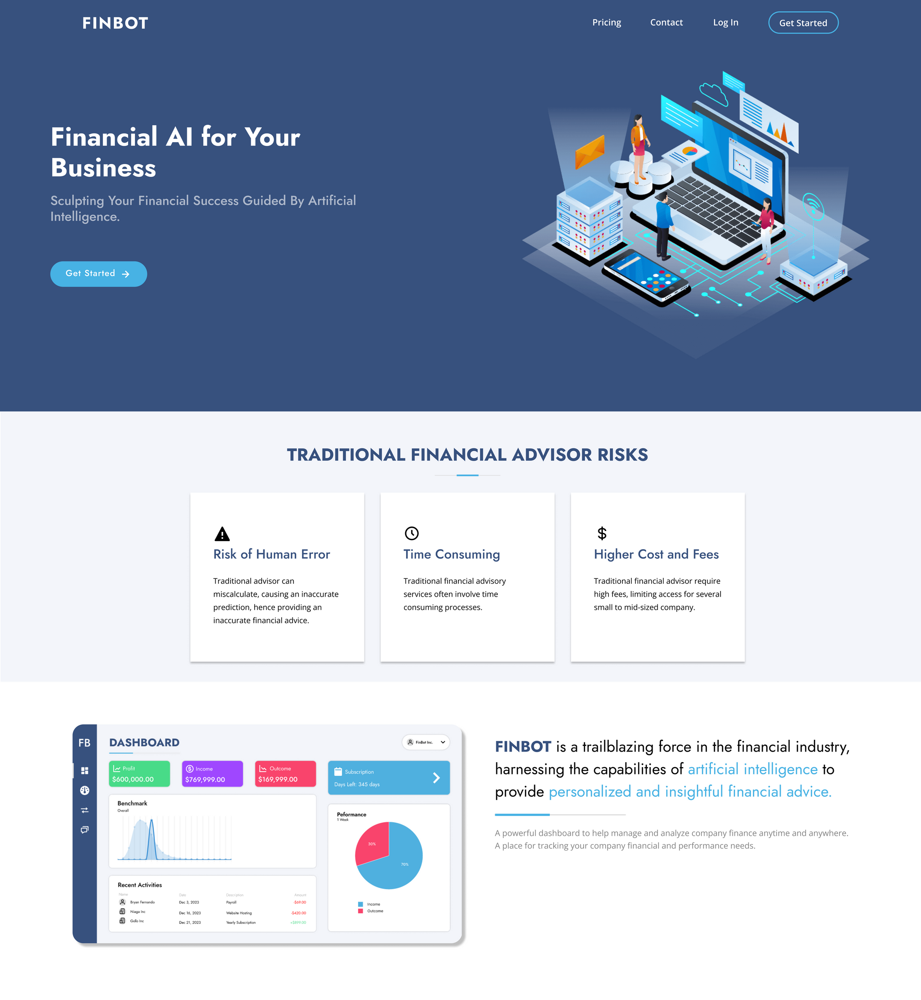 FINBOT
Pricing
Contact
Log In
Get Started
Financial AI for Your
Business
Sculpting Your Financial Success Guided By Artificial
Intelligence.
Get Started
TRADITIONAL FINANCIAL ADVISOR RISKS
Risk of Human Error
Traditional advisor can
miscalculate, causing an inaccurate
prediction, hence providing an
inaccurate financial advice.
Time Consuming
Traditional financial advisory
services often involve time
consuming processes.
$
Higher Cost and Fees
Traditional financial advisor require
high fees, limiting access for several
small to mid-sized company.
FB
DASHBOARD
FinBot Inc.
Profit
$600,000.00
Income
$769,999.00
Outcome
$169,999.00
Subscription
Days Left: 345 days
Benchmark
Overall
Peformance
1 Week
30%
70%
Income
Outcome
Recent Activities
Name Date Description Amount
Bryan Fernando Dec 3, 2023 Payroll -$69.00
Niaga Inc Dec 16, 2023 Website Hosting -$420.00
GoTo Inc Dec 21, 2023 Yearly Subscription +$899.00
FINBOT is a trailblazing force in the financial industry,
harnessing the capabilities of artificial intelligence to
provide personalized and insightful financial advice.
A powerful dashboard to help manage and analyze company finance anytime and anywhere.
A place for tracking your company financial and performance needs.